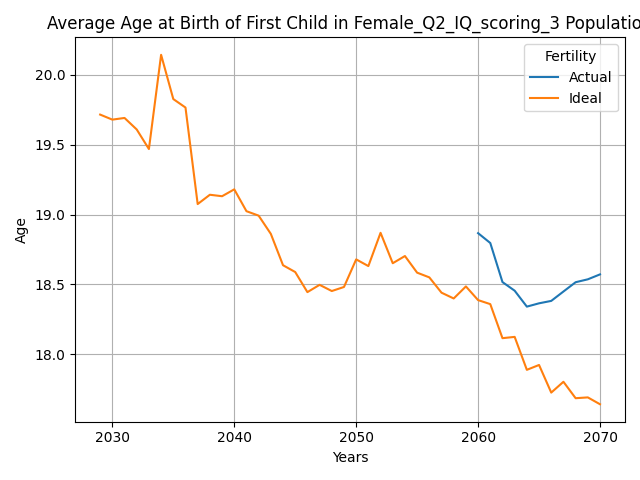 Average Age at Birth of First Child in Female_Q2_IQ_scoring_3 Populatio
Fertility
Actual
Ideal
20.0
19.5
19.0
18.5
18.0
Age
2030 2040 2050 2060 2070
Years